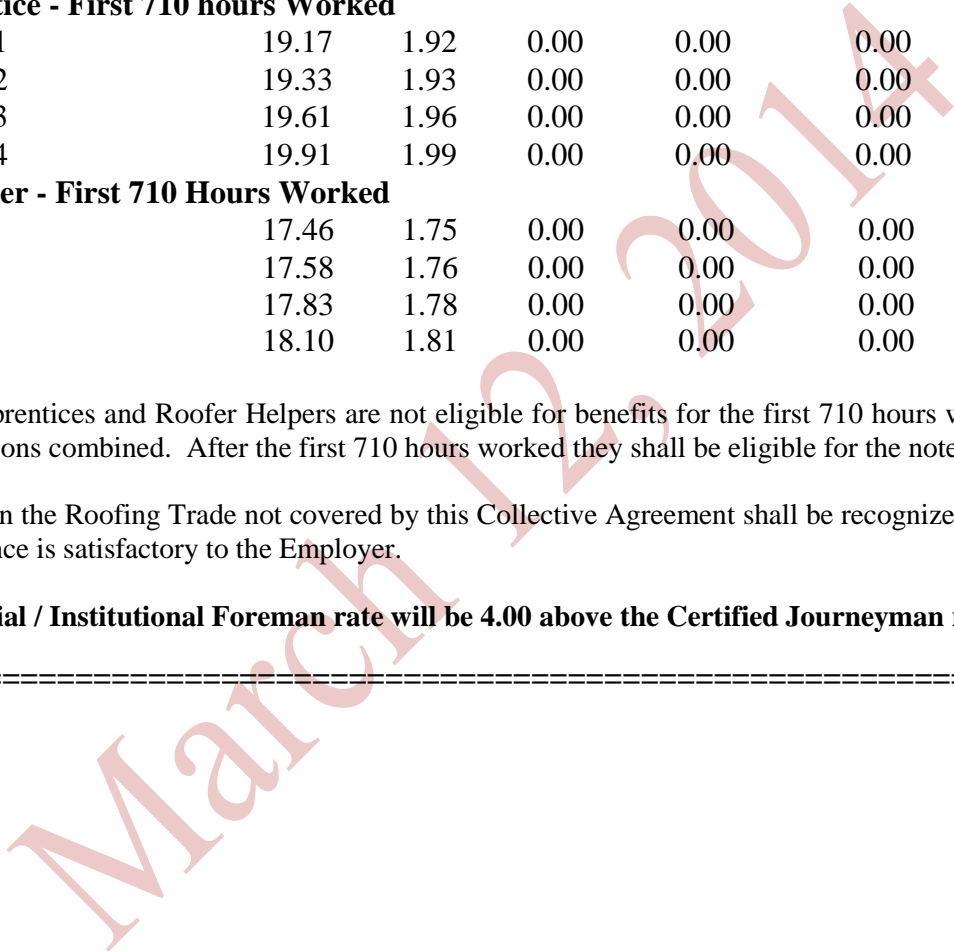 tice - First 710 hours Worked
1 19.17 1.92 0.00 0.00 0.00
2 19.33 1.93 0.00 0.00 0.00
3 19.61 1.96 0.00 0.00 0.00
4 19.91 1.99 0.00 0.00 0.00
er - First 710 Hours Worked
17.46 1.75 0.00 0.00 0.00
17.58 1.76 0.00 0.00 0.00
17.83 1.78 0.00 0.00 0.00
18.10 1.81 0.00 0.00 0.00
prentices and Roofer Helpers are not eligible for benefits for the first 710 hours w
ons combined. After the first 710 hours worked they shall be eligible for the note
n the Roofing Trade not covered by this Collective Agreement shall be recognize
nce is satisfactory to the Employer.
ial / Institutional Foreman rate will be 4.00 above the Certified Journeyman
=====================================================
March 12, 2014